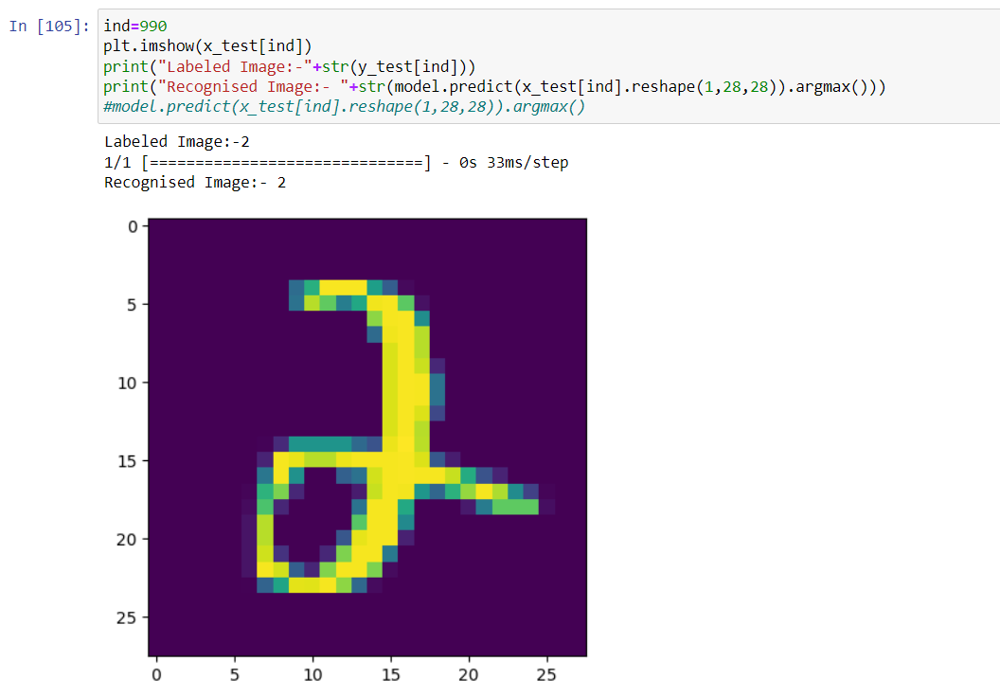 In [105]: ind=990
plt.imshow(x_test[ind])
print("Labeled Image:-"+str(y_test[ind]))
print("Recognised Image:- "+str(model.predict(x_test[ind].reshape(1,28,28)).argmax()))
#model.predict(x_test[ind].reshape(1,28,28)).argmax()
Labeled Image:-2
1/1 [==============================] - 0s 33ms/step
Recognised Image:- 2
0
5
10
15
20
25
2
0 5 10 15 20 25